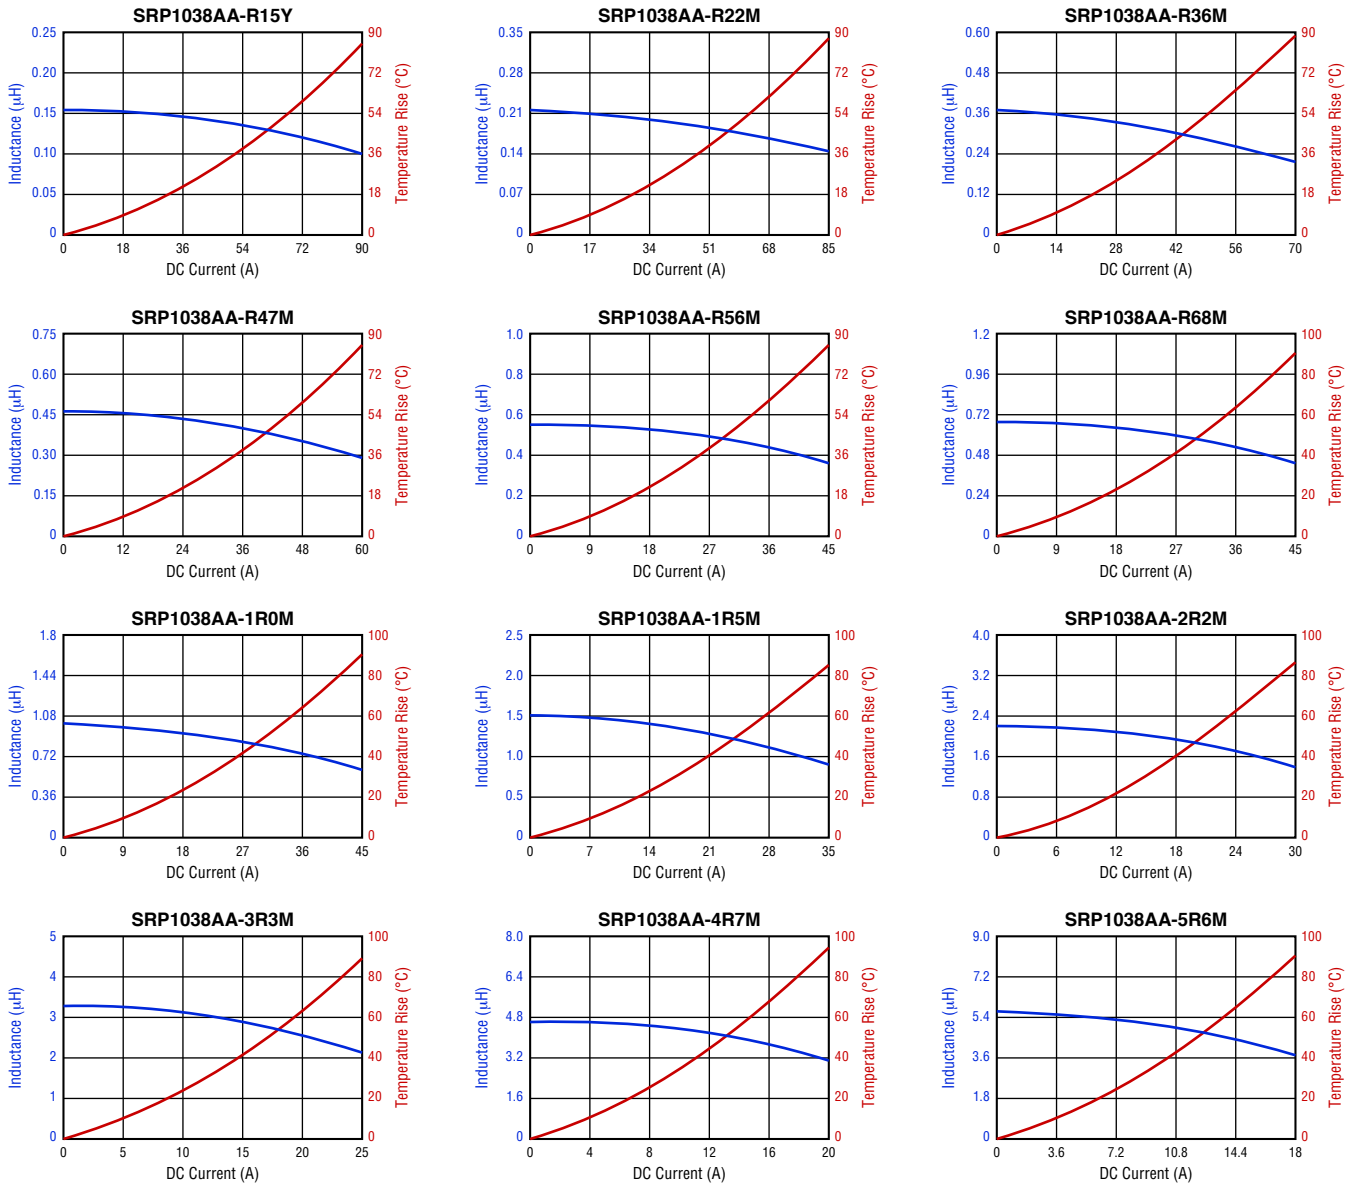 SRP1038AA-R15Y
0.25
0.20
0.15
0.10
0.05
0
Inductance (μH)
90
72
54
36
18
0
Temperature Rise (°C)
0 18 36 54 72 90
DC Current (A)
SRP1038AA-R22M
0.35
0.28
0.21
0.14
0.07
0
Inductance (μH)
90
72
54
36
18
0
Temperature Rise (°C)
0 17 34 51 68 85
DC Current (A)
SRP1038AA-R36M
0.60
0.48
0.36
0.24
0.12
0
Inductance (μH)
90
72
54
36
18
0
Temperature Rise (°C)
0 14 28 42 56 70
DC Current (A)
SRP1038AA-R47M
0.75
0.60
0.45
0.30
0.15
0
Inductance (μH)
90
72
54
36
18
0
Temperature Rise (°C)
0 12 24 36 48 60
DC Current (A)
SRP1038AA-R56M
1.0
0.8
0.6
0.4
0.2
0
Inductance (μH)
90
72
54
36
18
0
Temperature Rise (°C)
0 9 18 27 36 45
DC Current (A)
SRP1038AA-R68M
1.2
0.96
0.72
0.48
0.24
0
Inductance (μH)
100
80
60
40
20
0
Temperature Rise (°C)
0 9 18 27 36 45
DC Current (A)
SRP1038AA-1R0M
1.8
1.44
1.08
0.72
0.36
0
Inductance (μH)
100
80
60
40
20
0
Temperature Rise (°C)
0 9 18 27 36 45
DC Current (A)
SRP1038AA-1R5M
2.5
2.0
1.5
1.0
0.5
0
Inductance (μH)
100
80
60
40
20
0
Temperature Rise (°C)
0 7 14 21 28 35
DC Current (A)
SRP1038AA-2R2M
4.0
3.2
2.4
1.6
0.8
0
Inductance (μH)
100
80
60
40
20
0
Temperature Rise (°C)
0 6 12 18 24 30
DC Current (A)
SRP1038AA-3R3M
5
4
3
2
1
0
Inductance (μH)
100
80
60
40
20
0
Temperature Rise (°C)
0 5 10 15 20 25
DC Current (A)
SRP1038AA-4R7M
8.0
6.4
4.8
3.2
1.6
0
Inductance (μH)
100
80
60
40
20
0
Temperature Rise (°C)
0 4 8 12 16 20
DC Current (A)
SRP1038AA-5R6M
9.0
7.2
5.4
3.6
1.8
0
Inductance (μH)
100
80
60
40
20
0
Temperature Rise (°C)
0 3.6 7.2 10.8 14.4 18
DC Current (A)